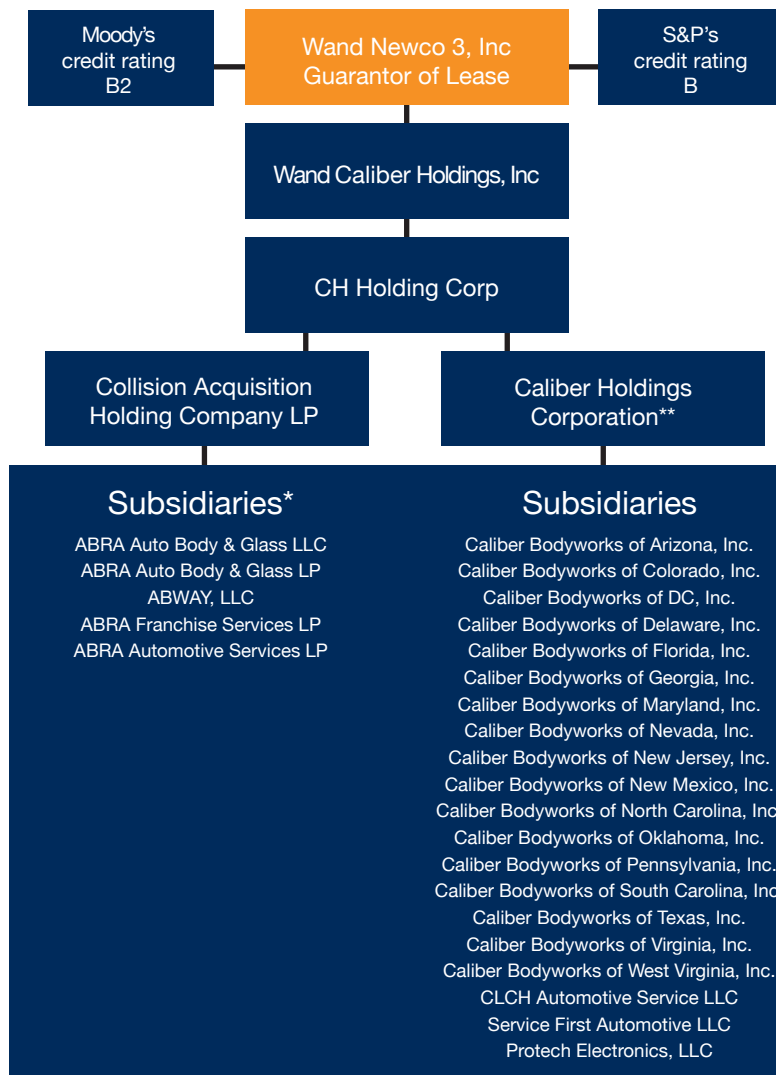 Moody's
credit rating
B2
Wand Newco 3, Inc
Guarantor of Lease
S&P's
credit rating
B
Wand Caliber Holdings, Inc
CH Holding Corp
Collision Acquisition
Holding Company LP
Caliber Holdings
Corporation**
Subsidiaries*
ABRA Auto Body & Glass LLC
ABRA Auto Body & Glass LP
ABWAY, LLC
ABRA Franchise Services LP
ABRA Automotive Services LP
Subsidiaries
Caliber Bodyworks of Arizona, Inc.
Caliber Bodyworks of Colorado, Inc.
Caliber Bodyworks of DC, Inc.
Caliber Bodyworks of Delaware, Inc.
Caliber Bodyworks of Florida, Inc.
Caliber Bodyworks of Georgia, Inc.
Caliber Bodyworks of Maryland, Inc.
Caliber Bodyworks of Nevada, Inc.
Caliber Bodyworks of New Jersey, Inc.
Caliber Bodyworks of New Mexico, Inc.
Caliber Bodyworks of North Carolina, Inc
Caliber Bodyworks of Oklahoma, Inc.
Caliber Bodyworks of Pennsylvania, Inc.
Caliber Bodyworks of South Carolina, Inc
Caliber Bodyworks of Texas, Inc.
Caliber Bodyworks of Virginia, Inc.
Caliber Bodyworks of West Virginia, Inc.
CLCH Automotive Service LLC
Service First Automotive LLC
Protech Electronics, LLC